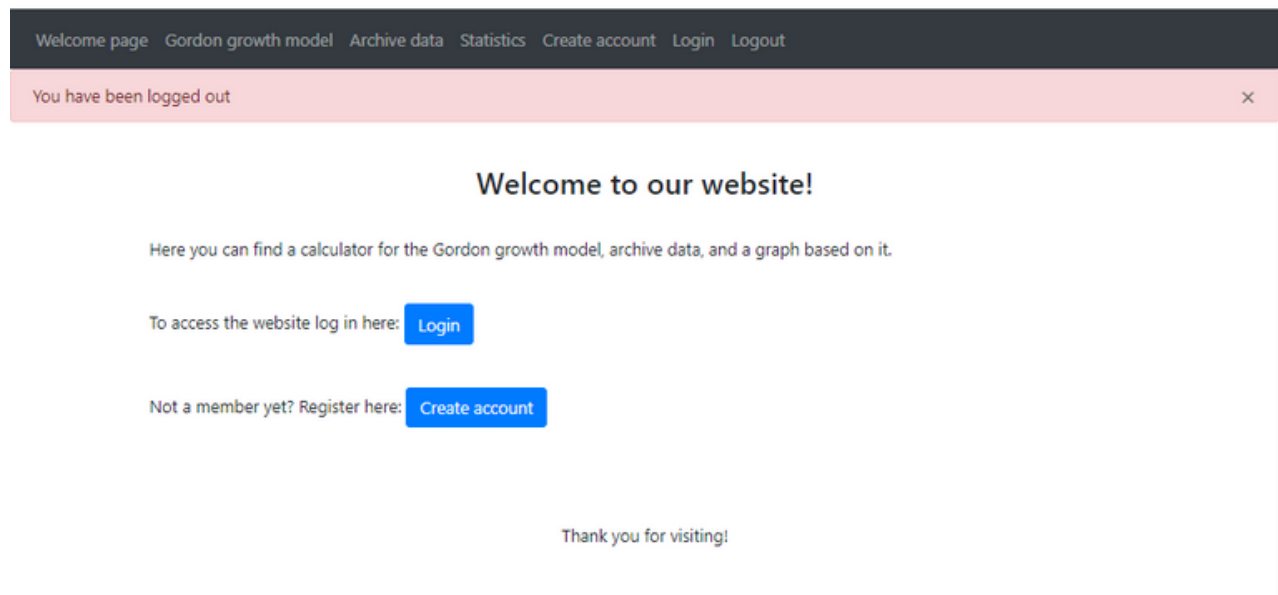 Welcome page Gordon growth model Archive data Statistics Create account Login Logout
You have been logged out ×
Welcome to our website!
Here you can find a calculator for the Gordon growth model, archive data, and a graph based on it.
To access the website log in here: Login
Not a member yet? Register here: Create account
Thank you for visiting!